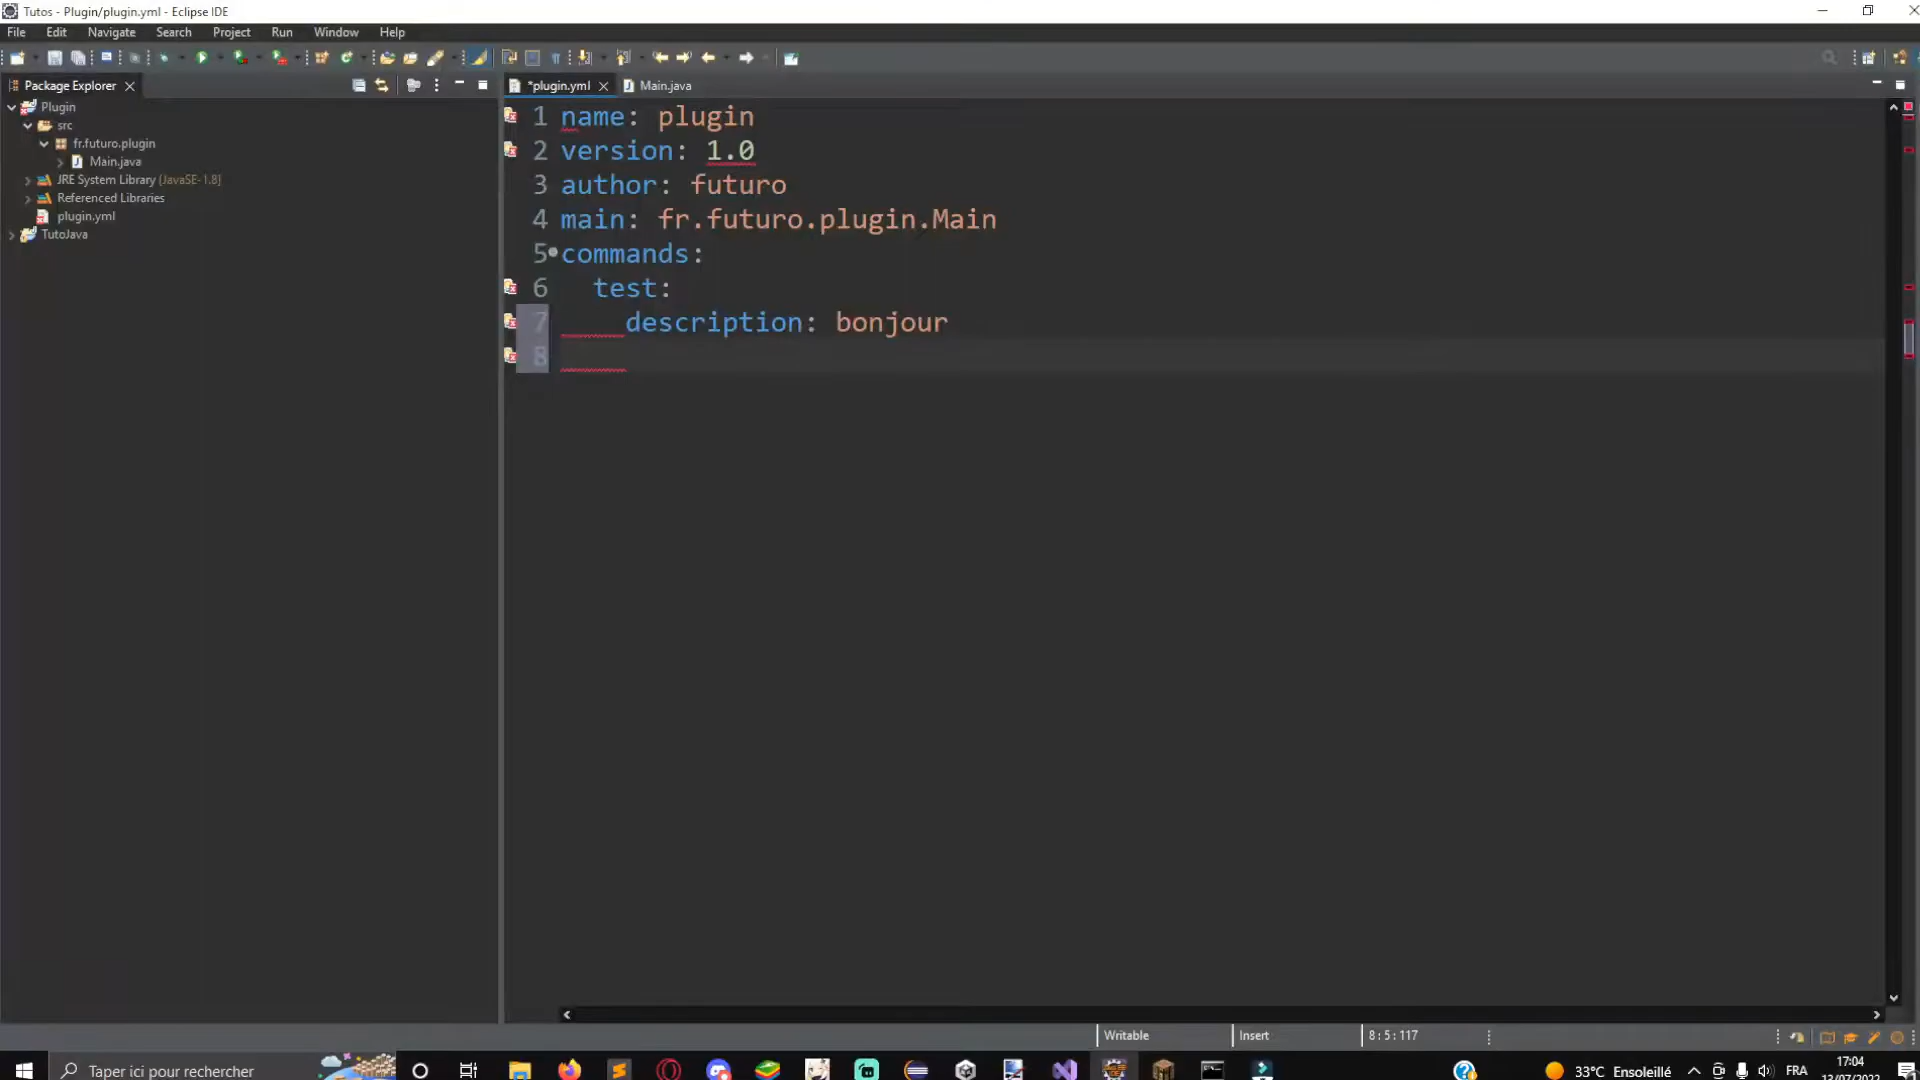 Tutos - Plugin/plugin.yml - Eclipse IDE
File Edit Navigate Search Project Run Window Help
Package Explorer
*plugin.yml Main.java
Plugin
src
fr.futuro.plugin
Main.java
JRE System Library [JavaSE-1.8]
Referenced Libraries
plugin.yml
TutoJava
1 name: plugin
2 version: 1.0
3 author: futuro
4 main: fr.futuro.plugin.Main
5 commands:
6 test:
7 description: bonjour
8
Writable Insert 8 : 5 : 117
Taper ici pour rechercher
33°C Ensoleillé FRA 17:04
13/07/2022